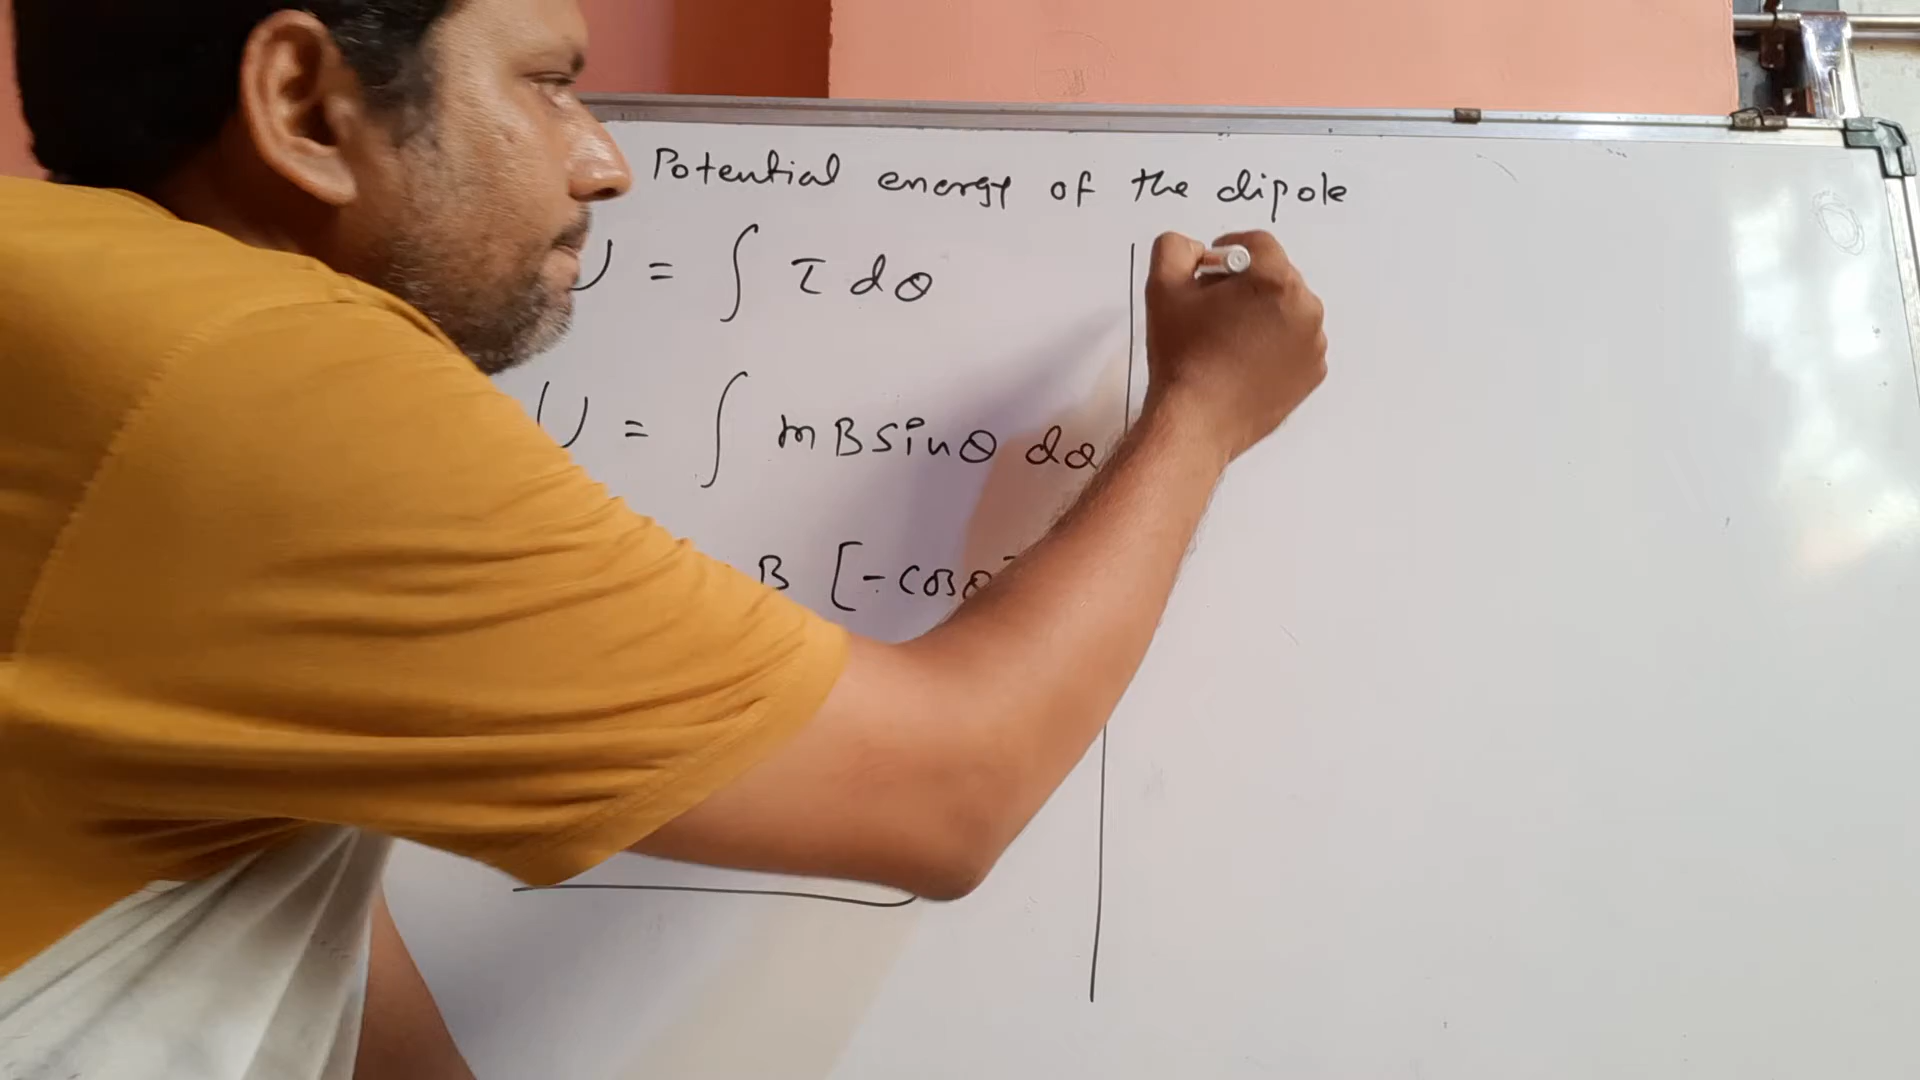 Potential energy of the dipole
U = ∫ τ dθ
U = ∫ mB sinθ dθ
B [-cosθ